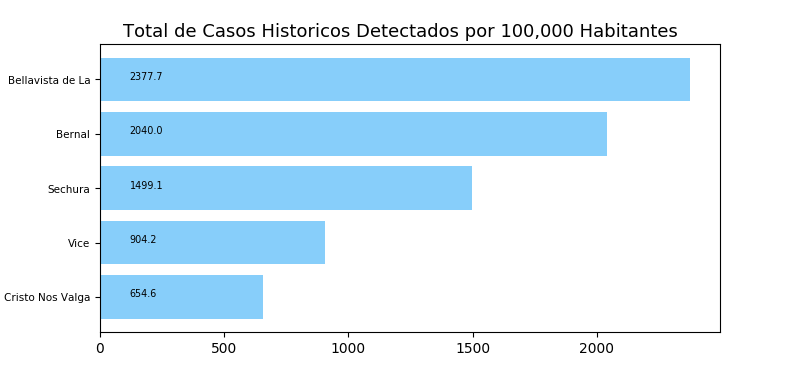 Total de Casos Historicos Detectados por 100,000 Habitantes
Bellavista de La
2377.7
Bernal
2040.0
Sechura
1499.1
Vice
904.2
Cristo Nos Valga
654.6
0 500 1000 1500 2000